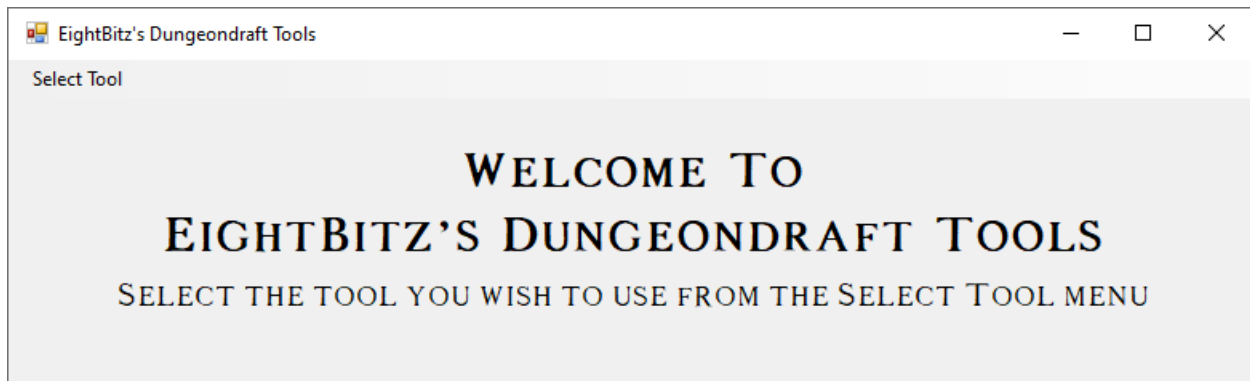 EightBitz's Dungeondraft Tools
Select Tool
Welcome To
EightBitz's Dungeondraft Tools
Select the tool you wish to use from the Select Tool menu